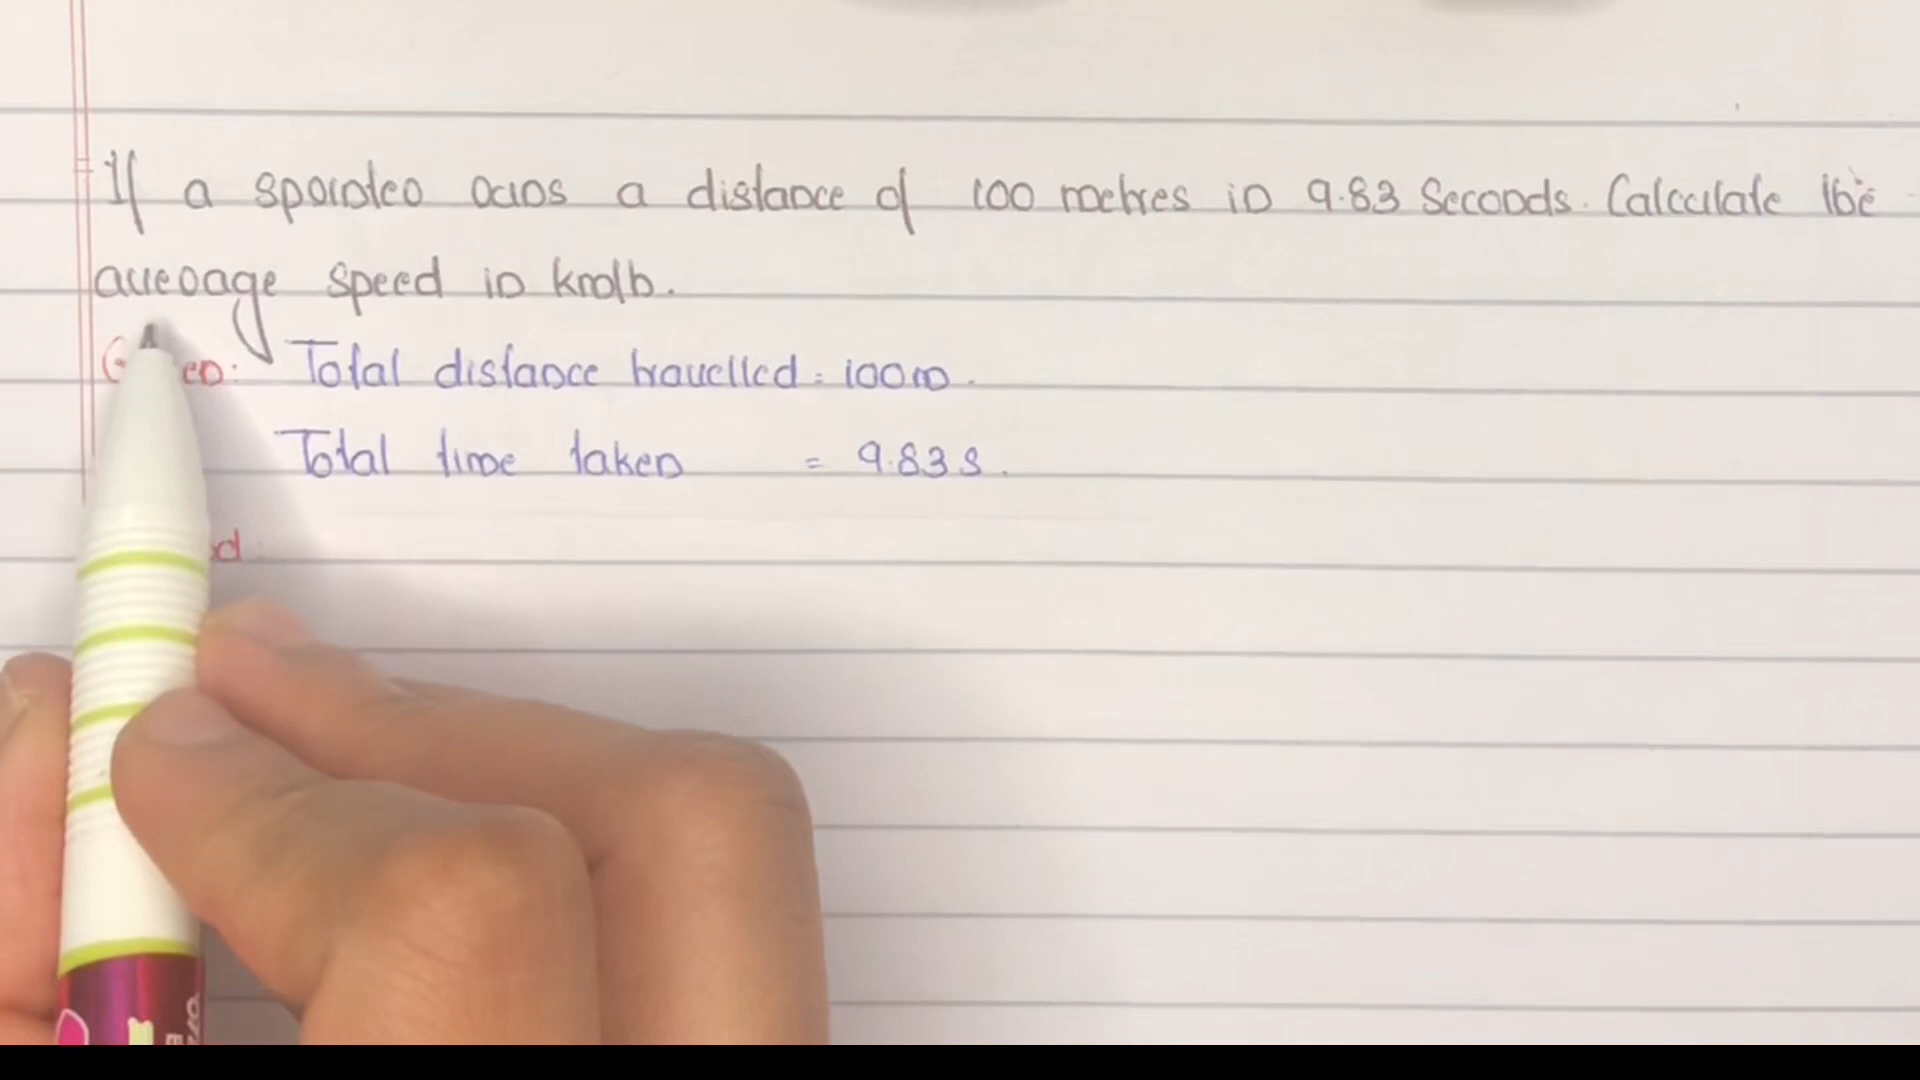 If a sprinter runs a distance of 100 metres in 9.83 Seconds. Calculate the
average speed in km/h.
Given: Total distance travelled = 100m.
Total time taken = 9.83 s.